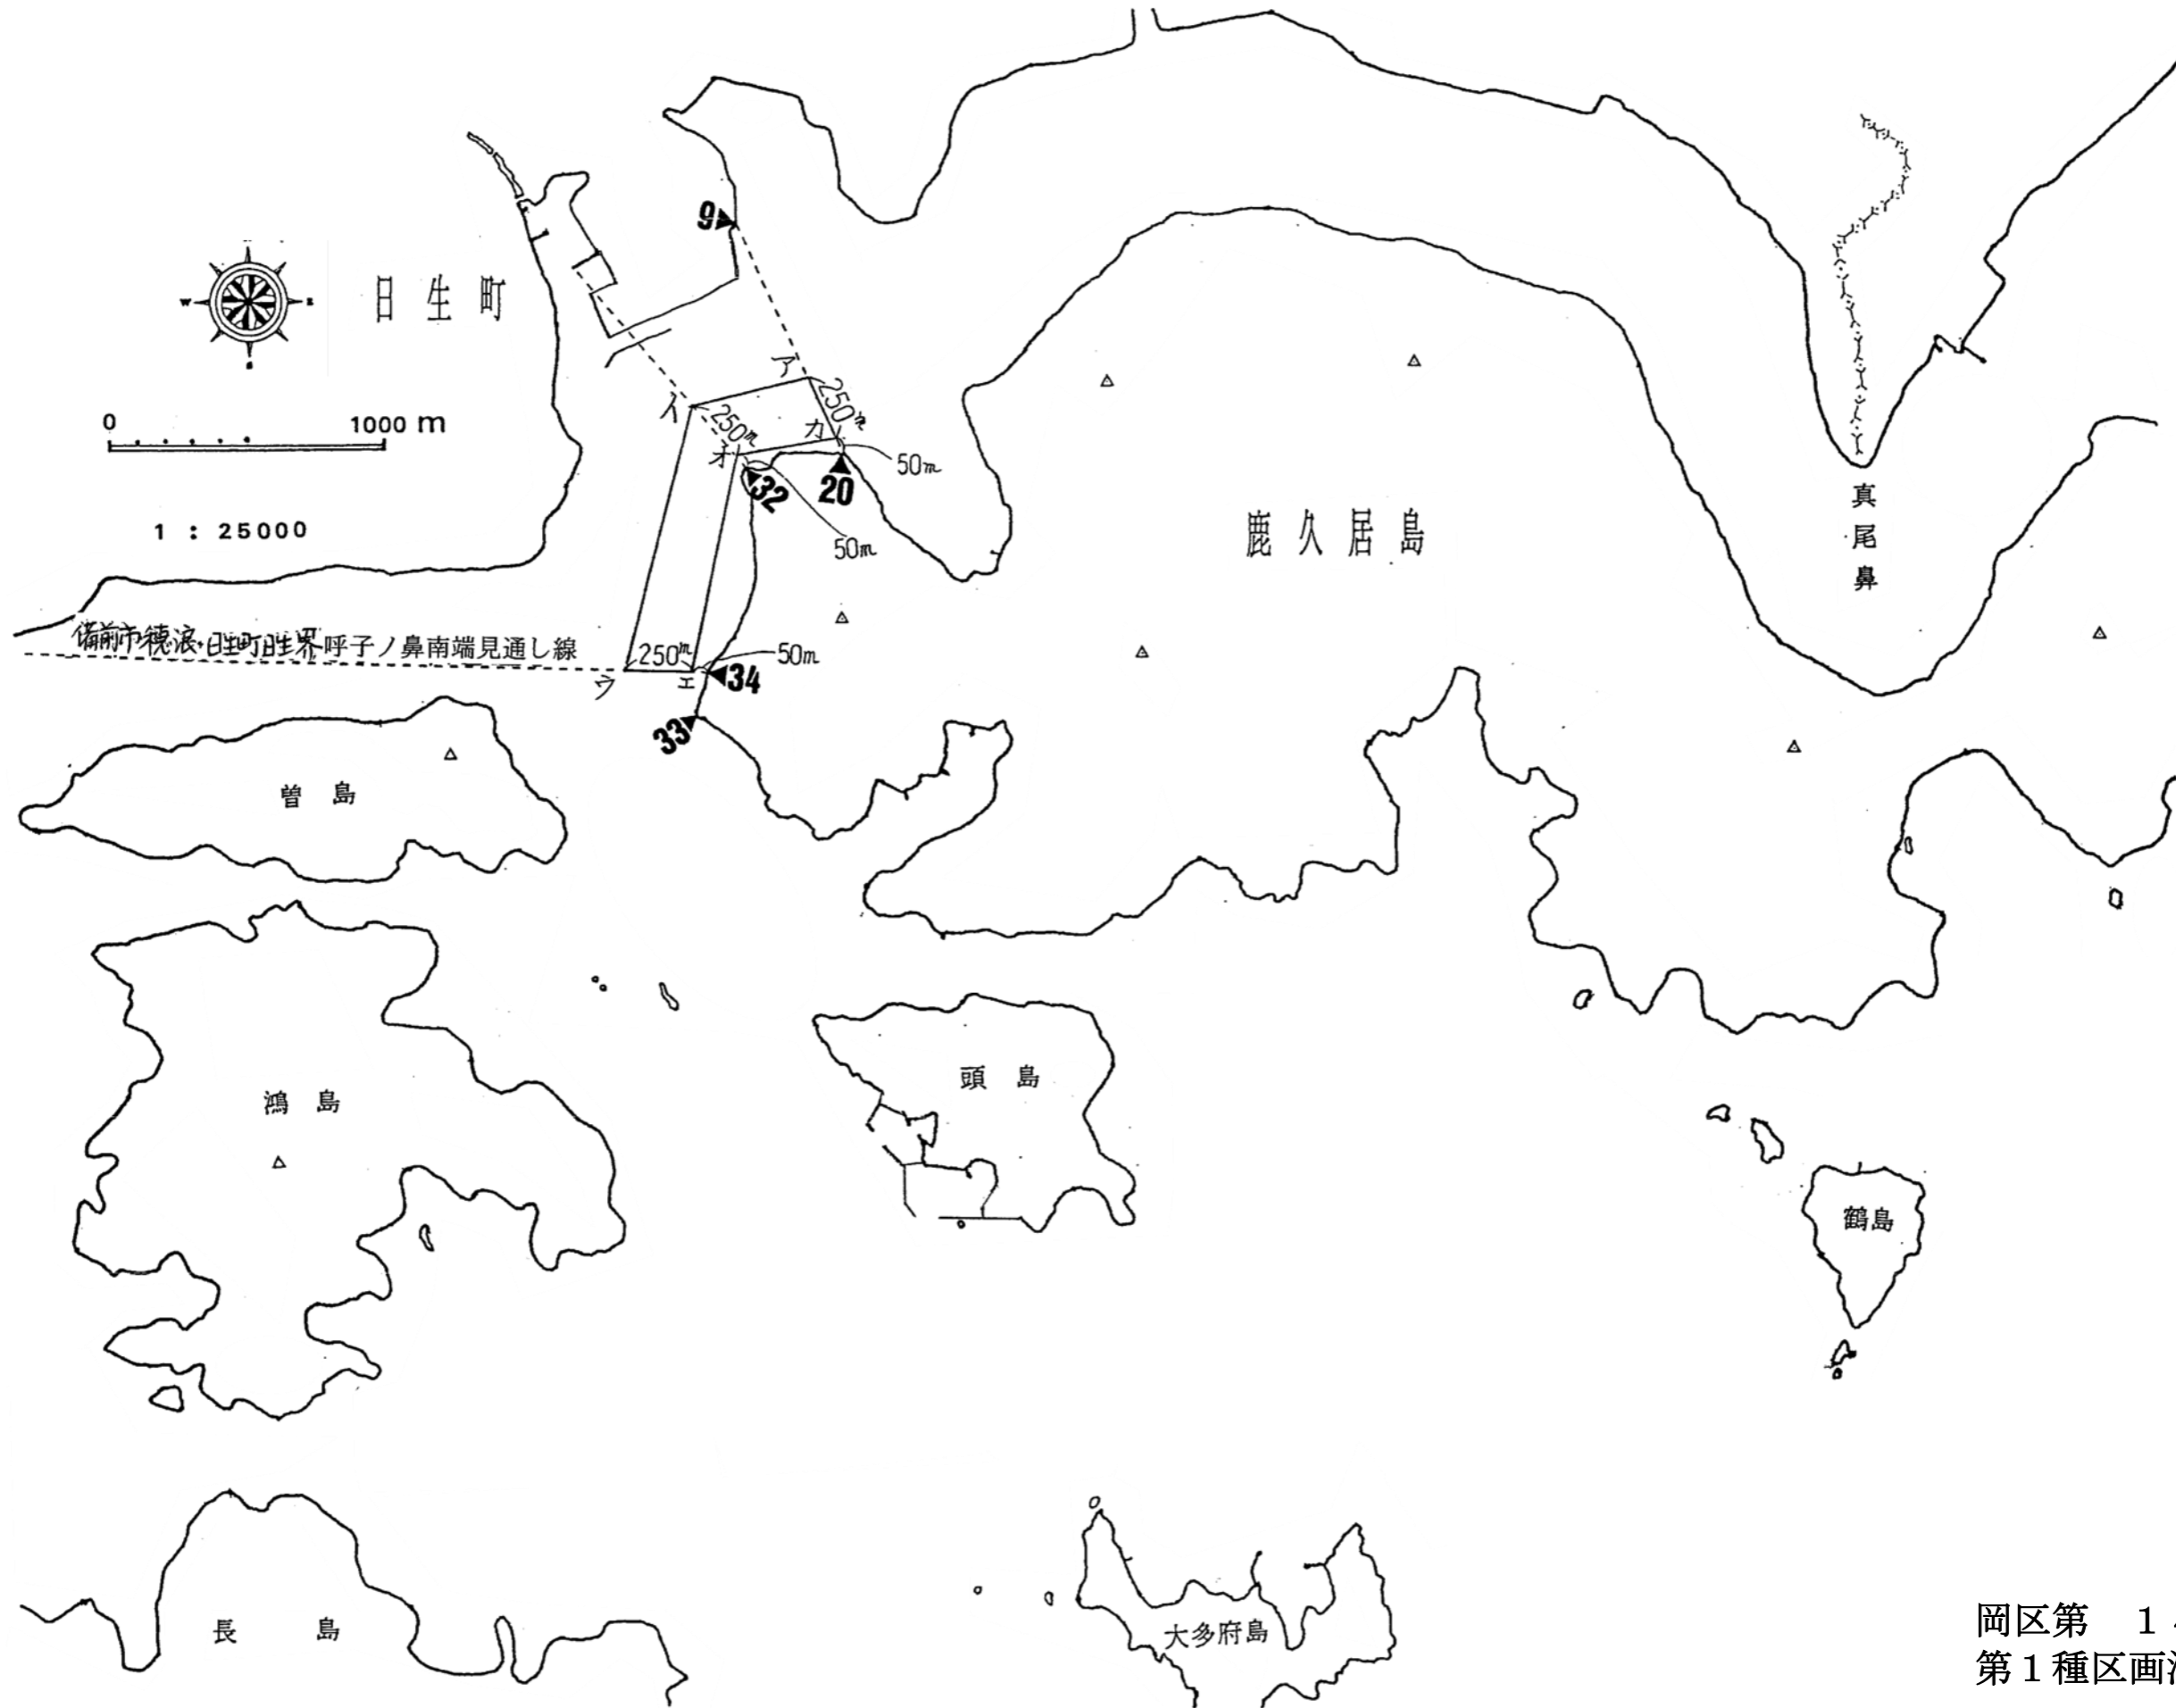 9
日生町
ア
250m
イ
250m
カ
オ
50m
32
20
50m
0 1000 m
1 : 25000
鹿久居島
真尾鼻
備前市穂浪・日生町日生界呼子ノ鼻南端見通し線
250m
50m
ウ
エ
34
33
曽島
鴻島
頭島
鶴島
長島
大多府島
岡区第 1
第1種区画